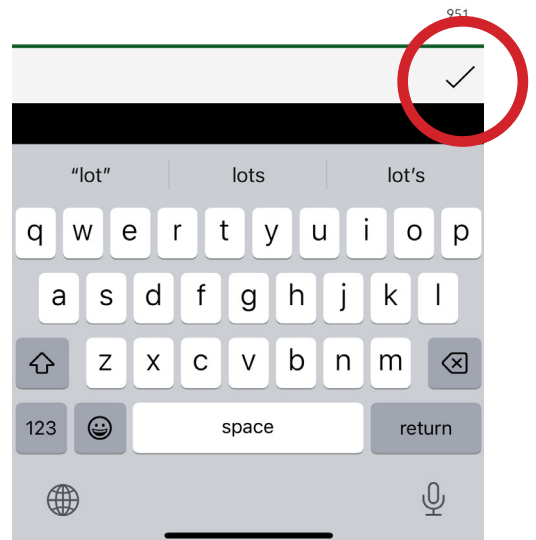 951
“lot” lots lot’s
q w e r t y u i o p
a s d f g h j k l
z x c v b n m
123 space return